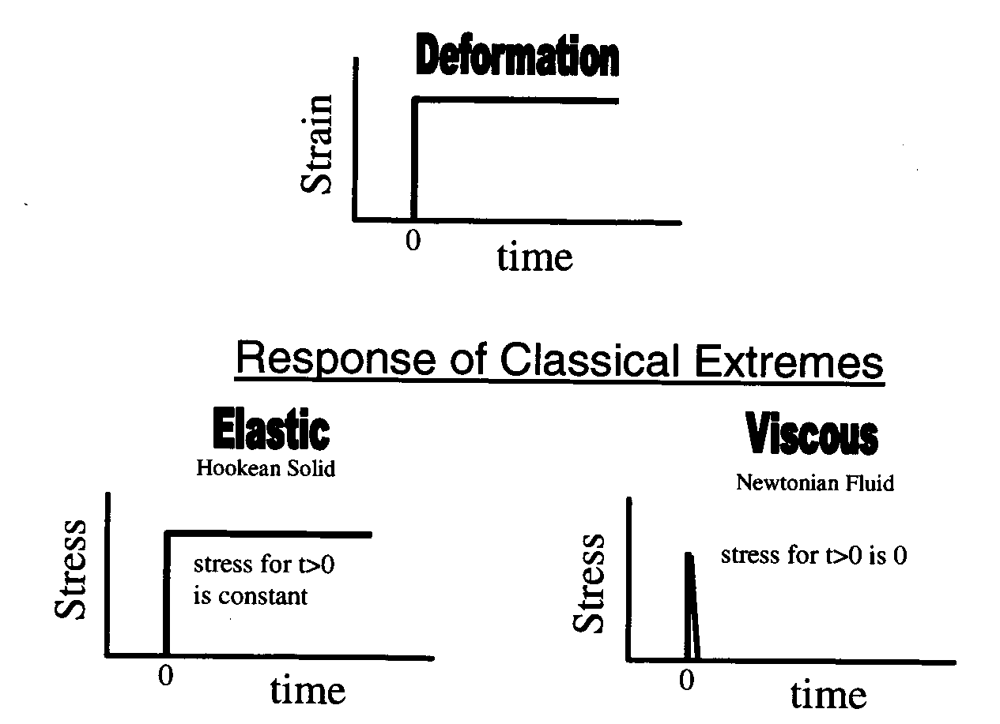 Deformation
Strain
0
time
Response of Classical Extremes
Elastic
Hookean Solid
Stress
stress for t>0
is constant
0
time
Viscous
Newtonian Fluid
Stress
stress for t>0 is 0
0
time